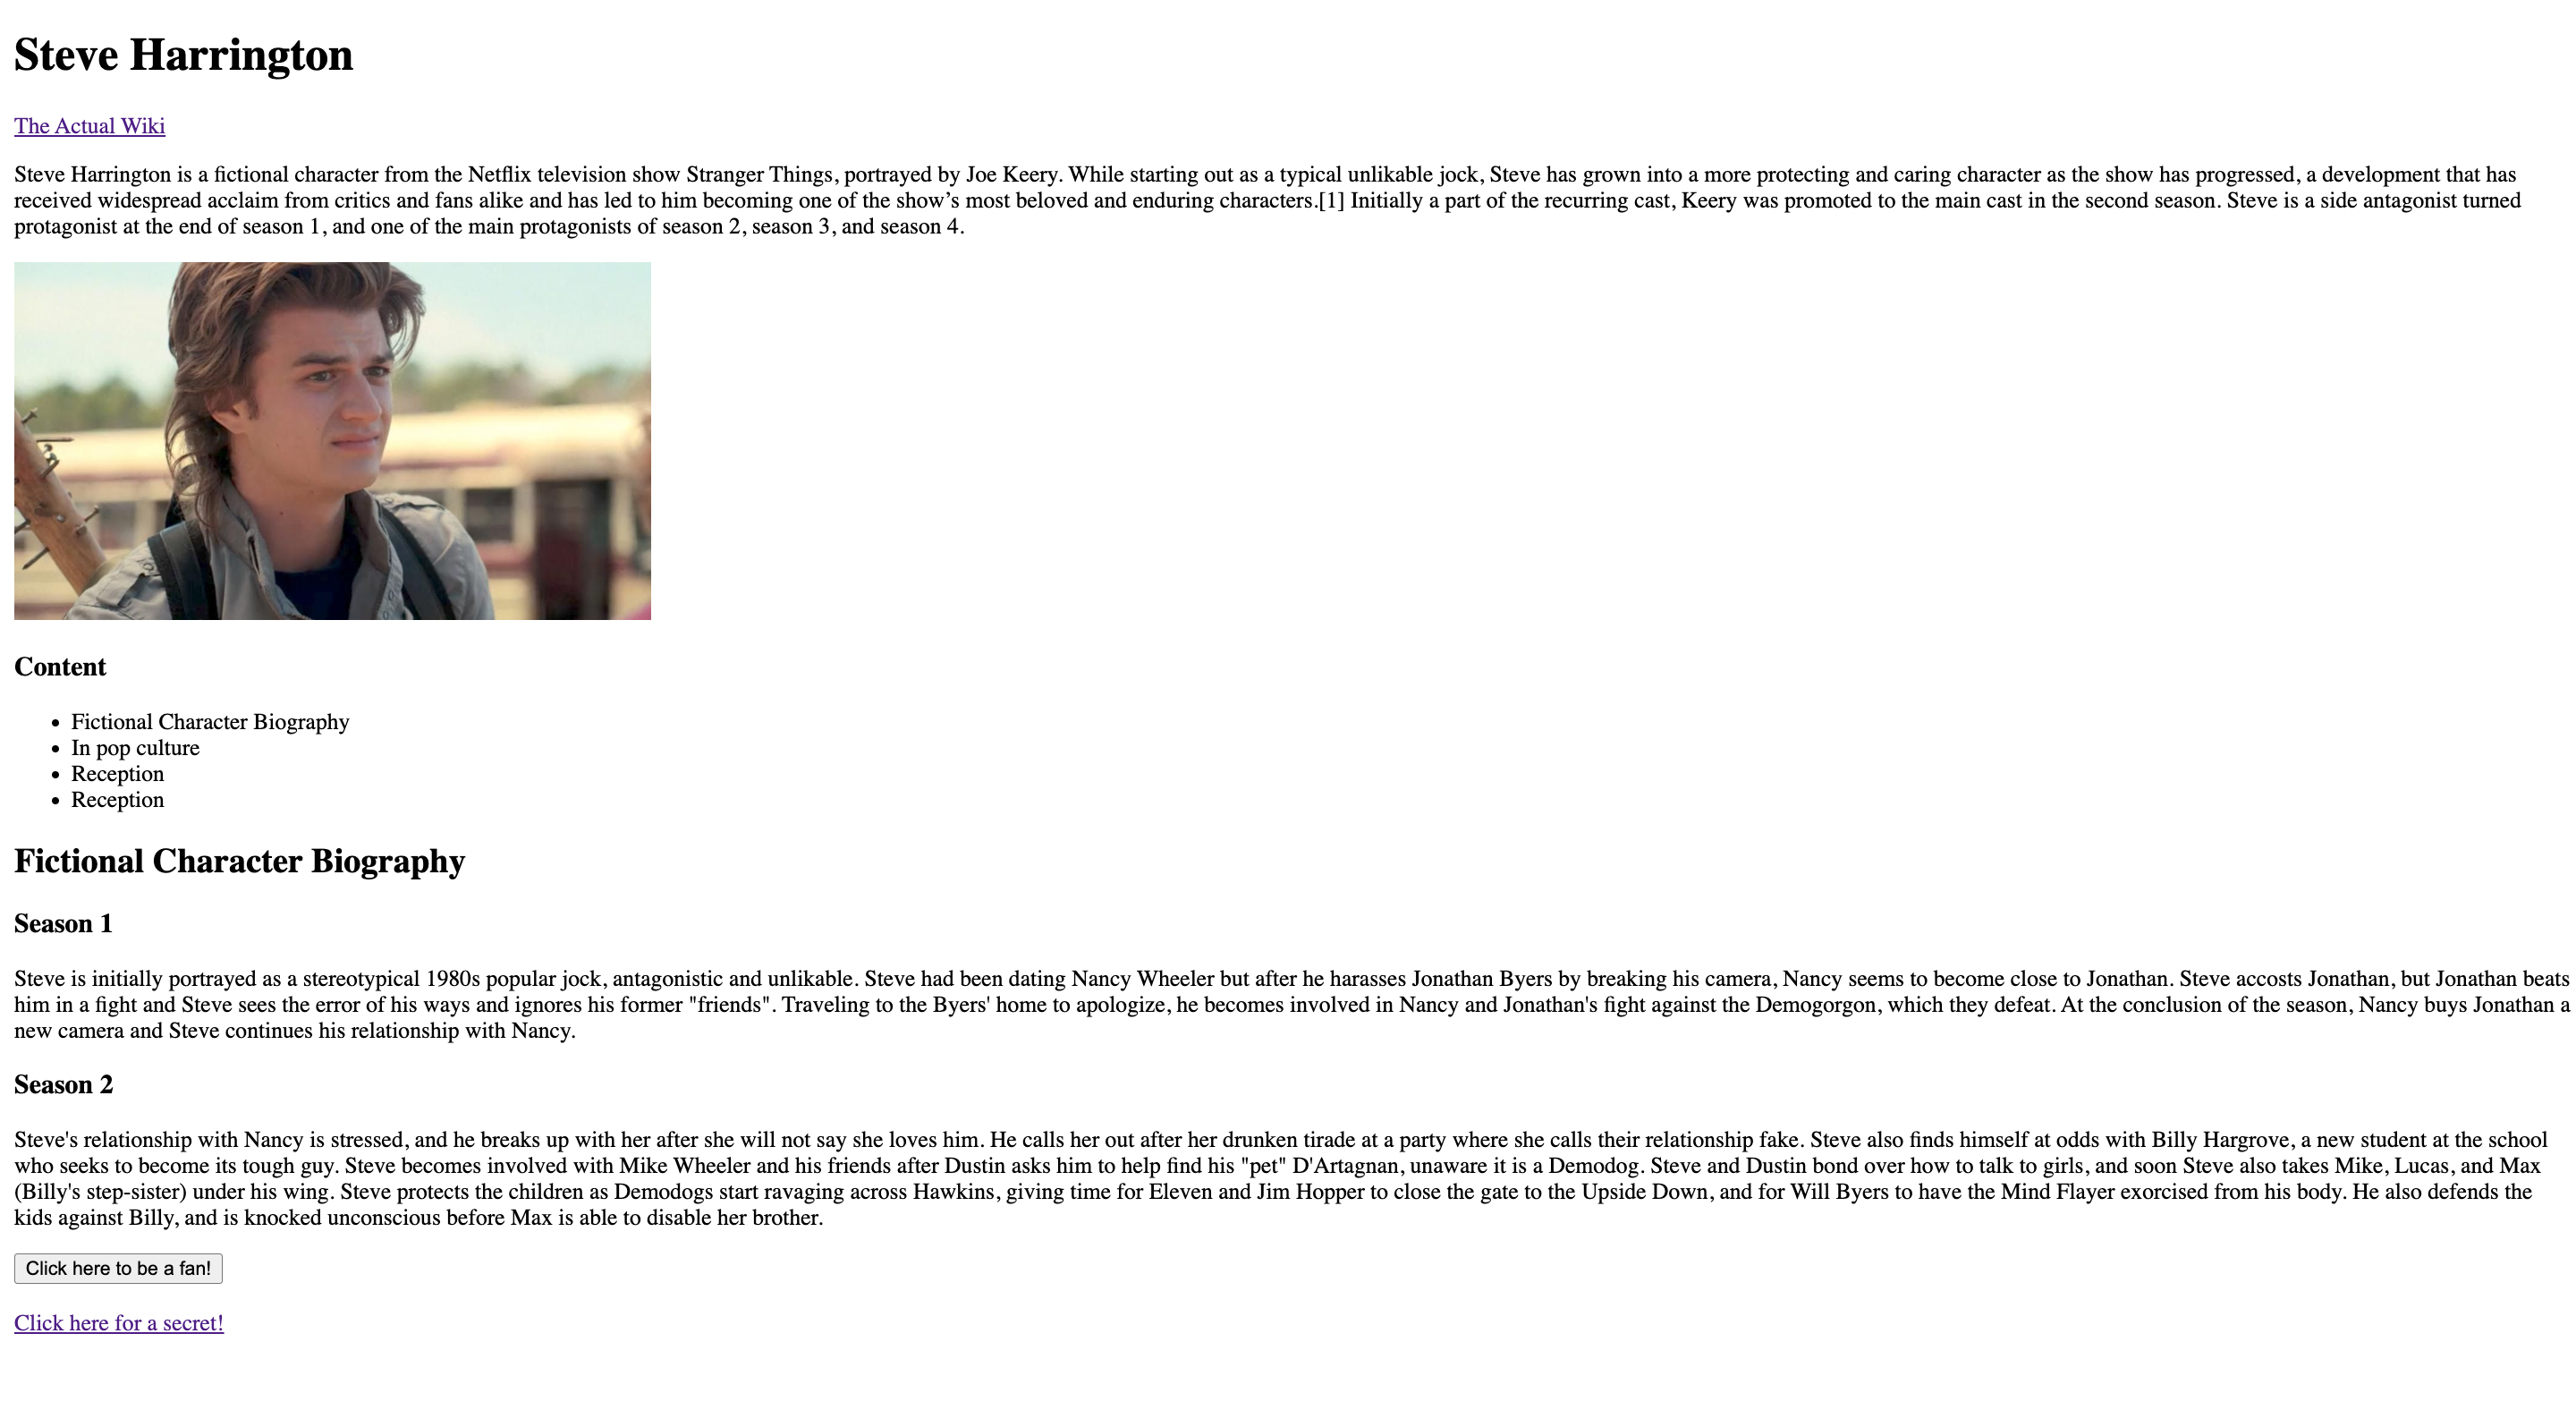 Steve Harrington
The Actual Wiki
Steve Harrington is a fictional character from the Netflix television show Stranger Things, portrayed by Joe Keery. While starting out as a typical unlikable jock, Steve has grown into a more protecting and caring character as the show has progressed, a development that has
received widespread acclaim from critics and fans alike and has led to him becoming one of the show’s most beloved and enduring characters.[1] Initially a part of the recurring cast, Keery was promoted to the main cast in the second season. Steve is a side antagonist turned
protagonist at the end of season 1, and one of the main protagonists of season 2, season 3, and season 4.
Content
• Fictional Character Biography
• In pop culture
• Reception
• Reception
Fictional Character Biography
Season 1
Steve is initially portrayed as a stereotypical 1980s popular jock, antagonistic and unlikable. Steve had been dating Nancy Wheeler but after he harasses Jonathan Byers by breaking his camera, Nancy seems to become close to Jonathan. Steve accosts Jonathan, but Jonathan beats
him in a fight and Steve sees the error of his ways and ignores his former "friends". Traveling to the Byers' home to apologize, he becomes involved in Nancy and Jonathan's fight against the Demogorgon, which they defeat. At the conclusion of the season, Nancy buys Jonathan a
new camera and Steve continues his relationship with Nancy.
Season 2
Steve's relationship with Nancy is stressed, and he breaks up with her after she will not say she loves him. He calls her out after her drunken tirade at a party where she calls their relationship fake. Steve also finds himself at odds with Billy Hargrove, a new student at the school
who seeks to become its tough guy. Steve becomes involved with Mike Wheeler and his friends after Dustin asks him to help find his "pet" D'Artagnan, unaware it is a Demodog. Steve and Dustin bond over how to talk to girls, and soon Steve also takes Mike, Lucas, and Max
(Billy's step-sister) under his wing. Steve protects the children as Demodogs start ravaging across Hawkins, giving time for Eleven and Jim Hopper to close the gate to the Upside Down, and for Will Byers to have the Mind Flayer exorcised from his body. He also defends the
kids against Billy, and is knocked unconscious before Max is able to disable her brother.
Click here to be a fan!
Click here for a secret!